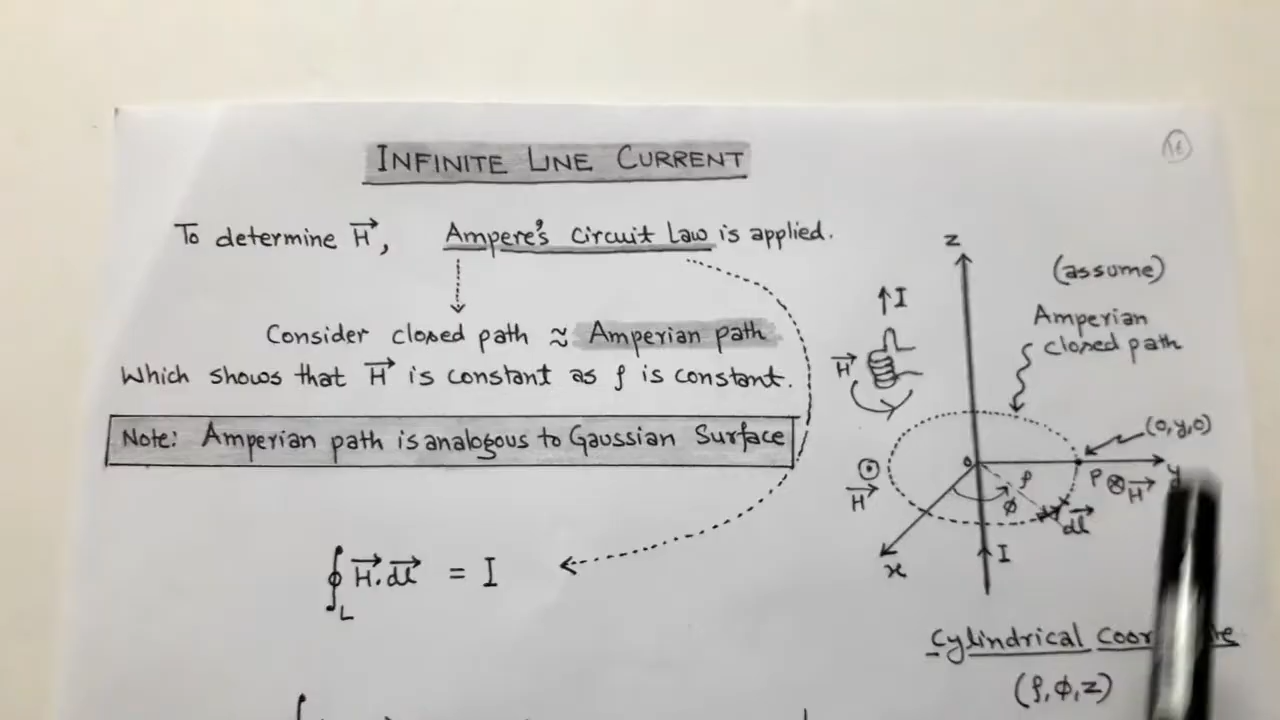 INFINITE LINE CURRENT
16
To determine H⃗, Ampere's circuit Law is applied.
Consider closed path ≈ Amperian path
Which shows that H⃗ is constant as ρ is constant.
Note: Amperian path is analogous to Gaussian Surface
∮_L H⃗.dl⃗ = I
z
(assume)
Amperian
closed path
↑I
H⃗
(0,y,0)
0
ρ
P ⊗H⃗
y
⊙
H⃗
ϕ
dl⃗
x
I
Cylindrical
(ρ,ϕ,z)